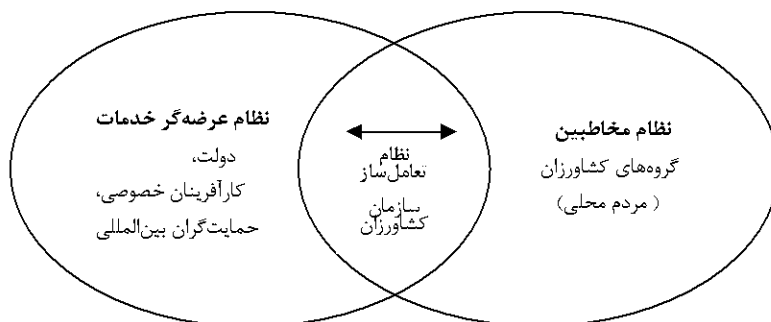 نظام مخاطبین
گروه‌های کشاورزان
( مردم محلی)
نظام
تعامل‌ساز
سازمان
کشاورزان
نظام عرضه‌گر خدمات
دولت،
کارآفرینان خصوصی،
حمایت‌گران بین‌المللی